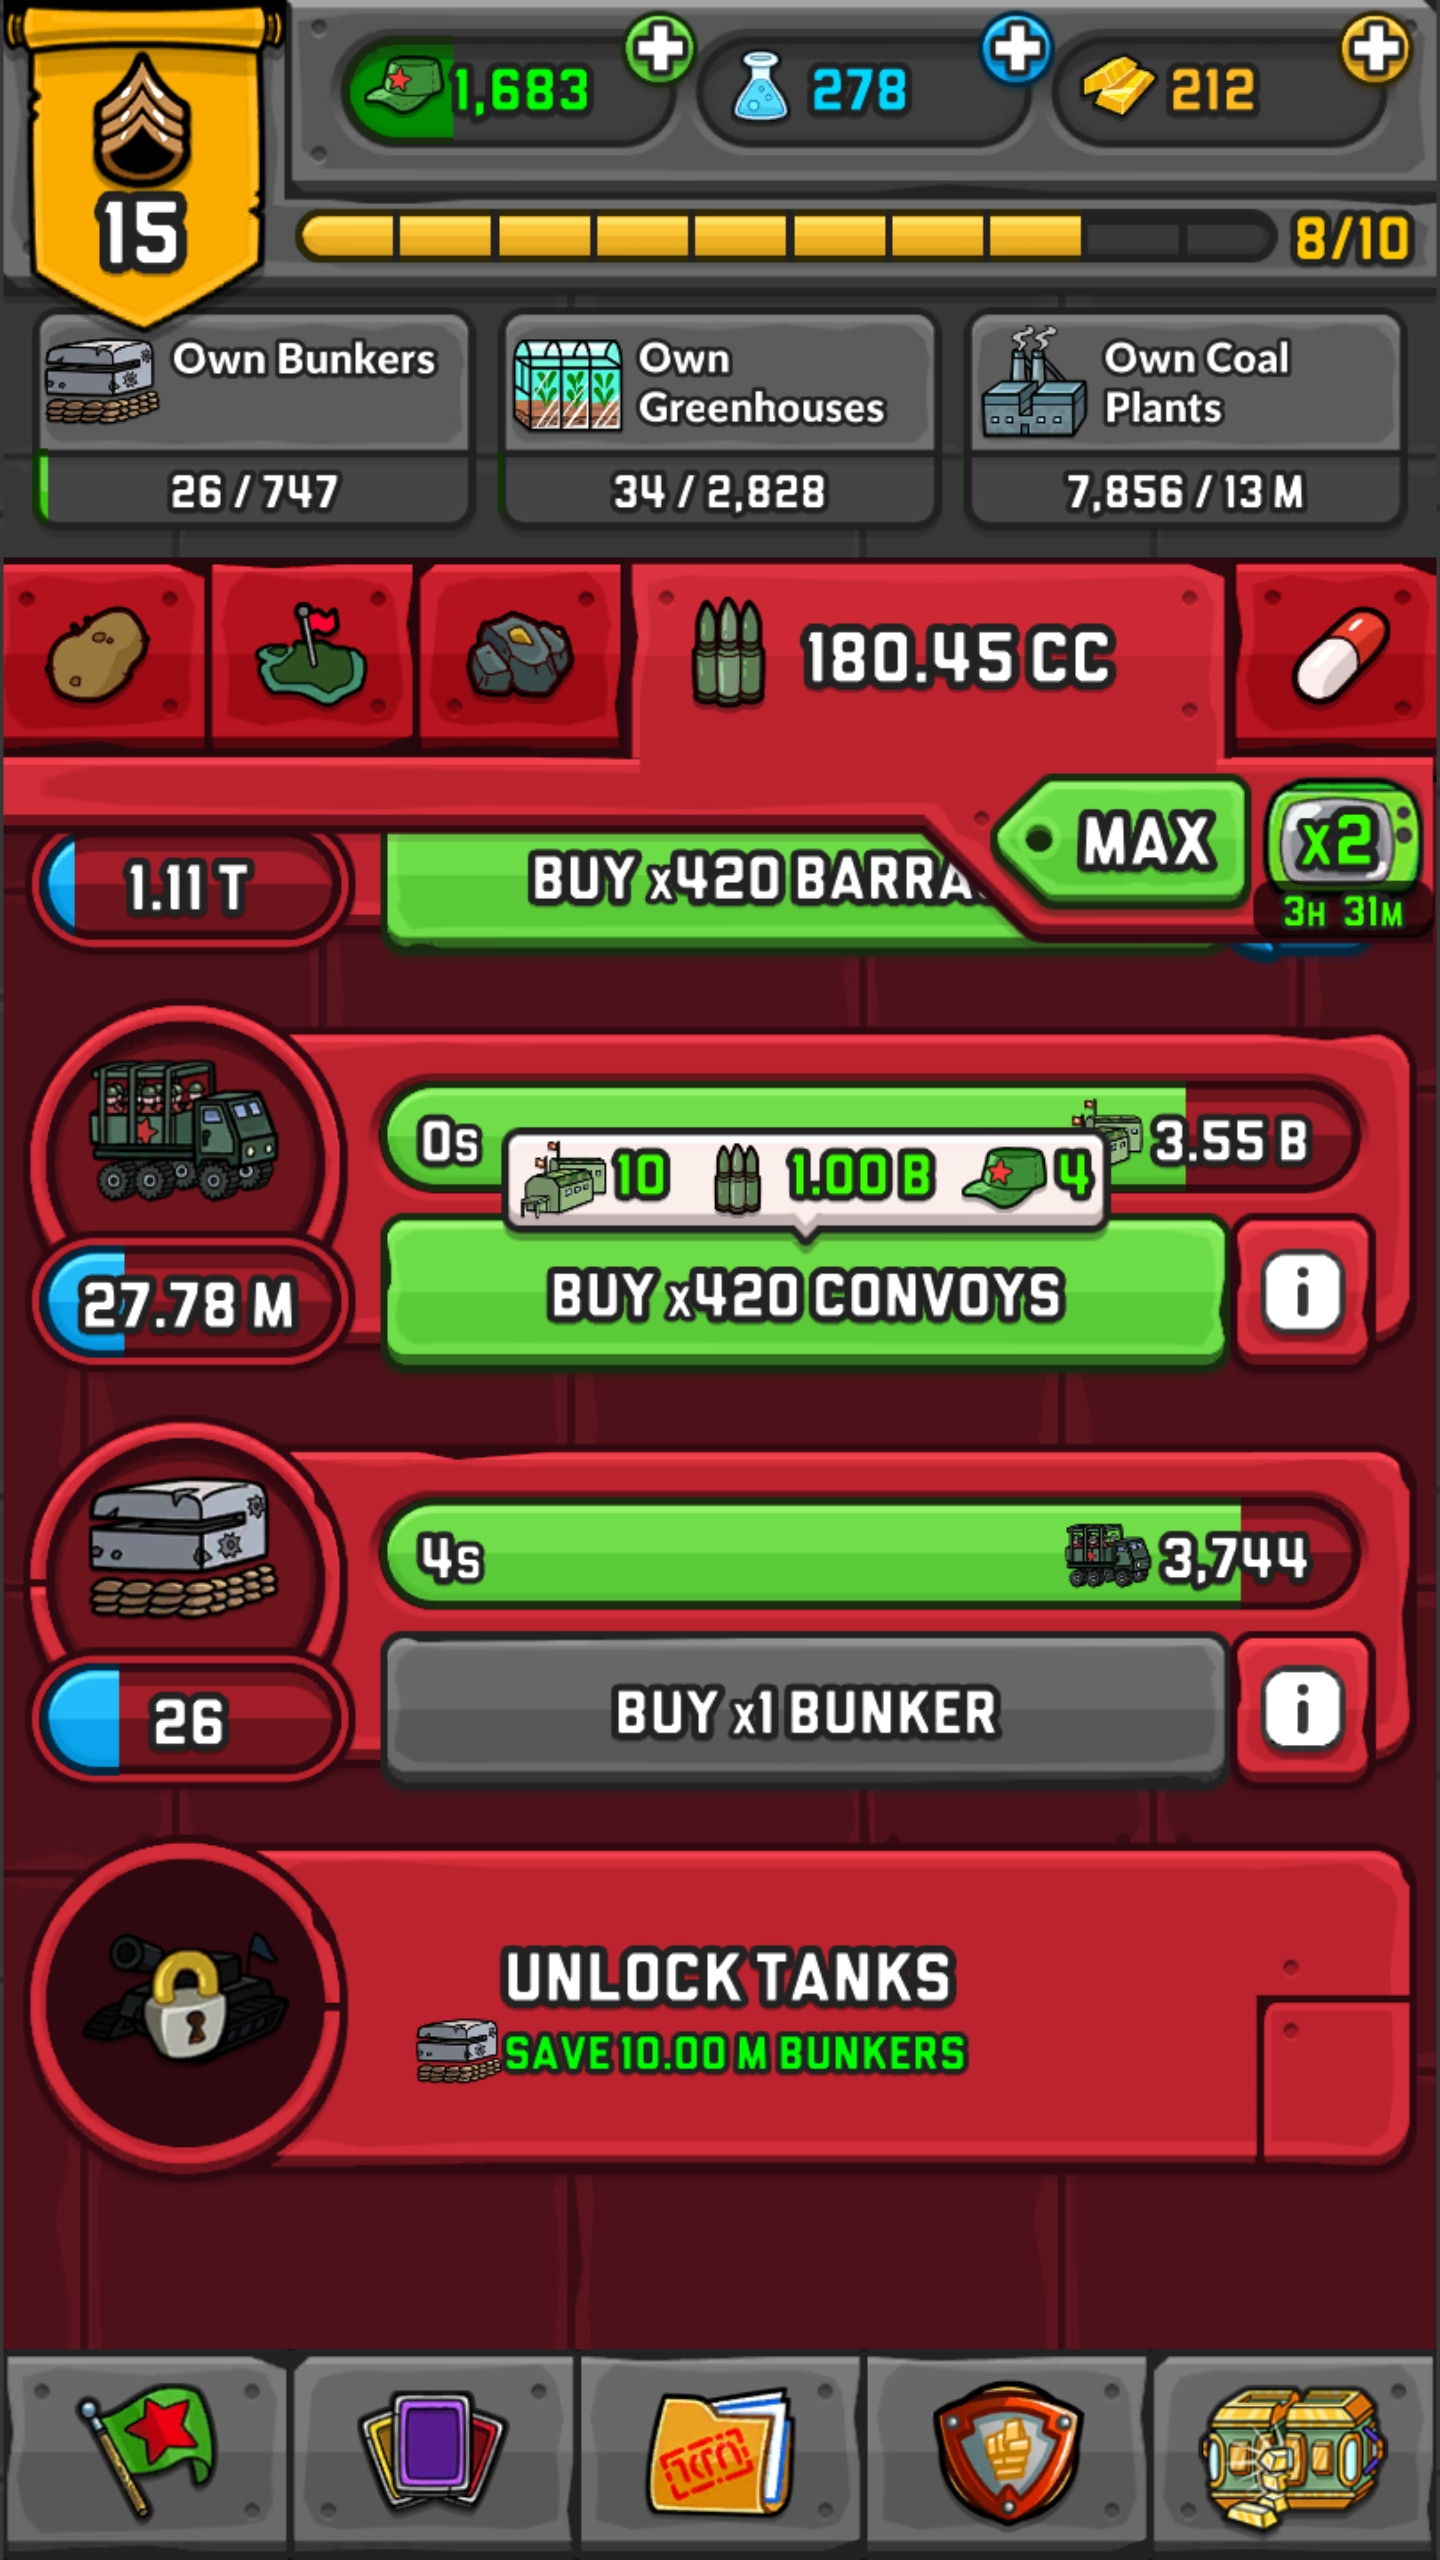 1,683
278
212
15
8/10
Own Bunkers
26 / 747
Own
Greenhouses
34 / 2,828
Own Coal
Plants
7,856 / 13 M
180.45 CC
MAX
x2
3H 31M
1.11 T
BUY x420 BARRA
0s
3.55 B
10
1.00 B
4
27.78 M
BUY x420 CONVOYS
i
4s
3,744
26
BUY x1 BUNKER
i
UNLOCK TANKS
SAVE 10.00 M BUNKERS